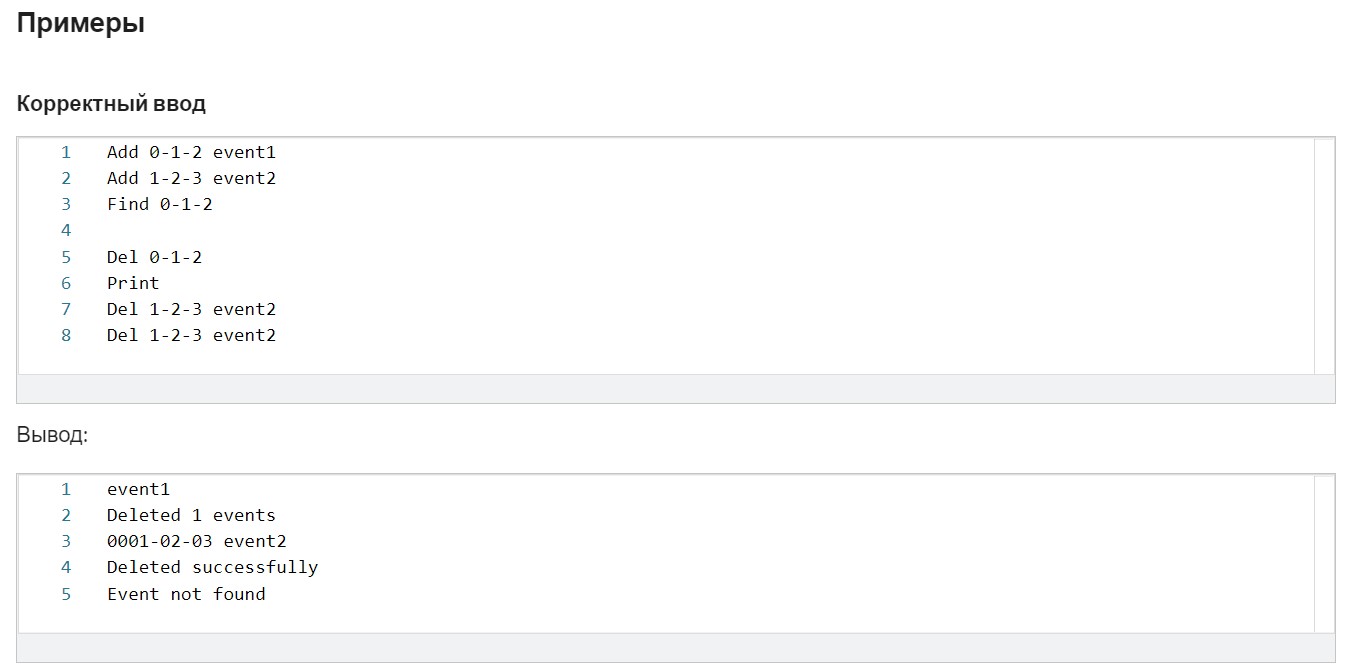 Примеры
Корректный ввод
1 Add 0-1-2 event1
2 Add 1-2-3 event2
3 Find 0-1-2
4
5 Del 0-1-2
6 Print
7 Del 1-2-3 event2
8 Del 1-2-3 event2
Вывод:
1 event1
2 Deleted 1 events
3 0001-02-03 event2
4 Deleted successfully
5 Event not found